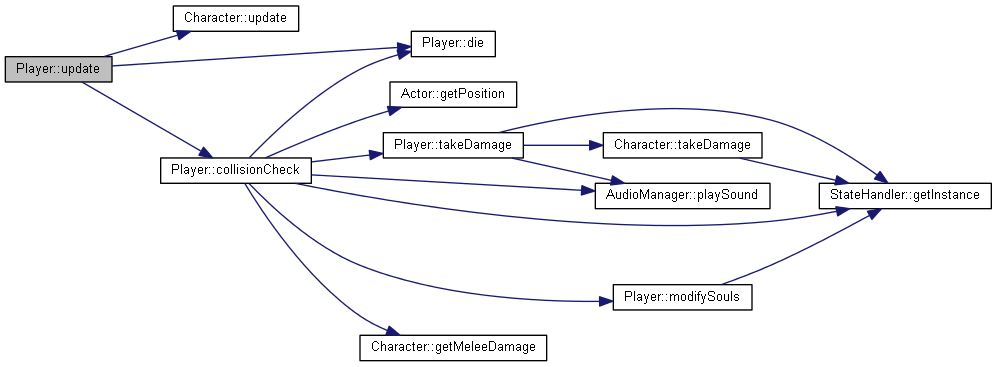 Character::update
Player::die
Player::update
Actor::getPosition
Player::takeDamage
Character::takeDamage
Player::collisionCheck
AudioManager::playSound
StateHandler::getInstance
Player::modifySouls
Character::getMeleeDamage